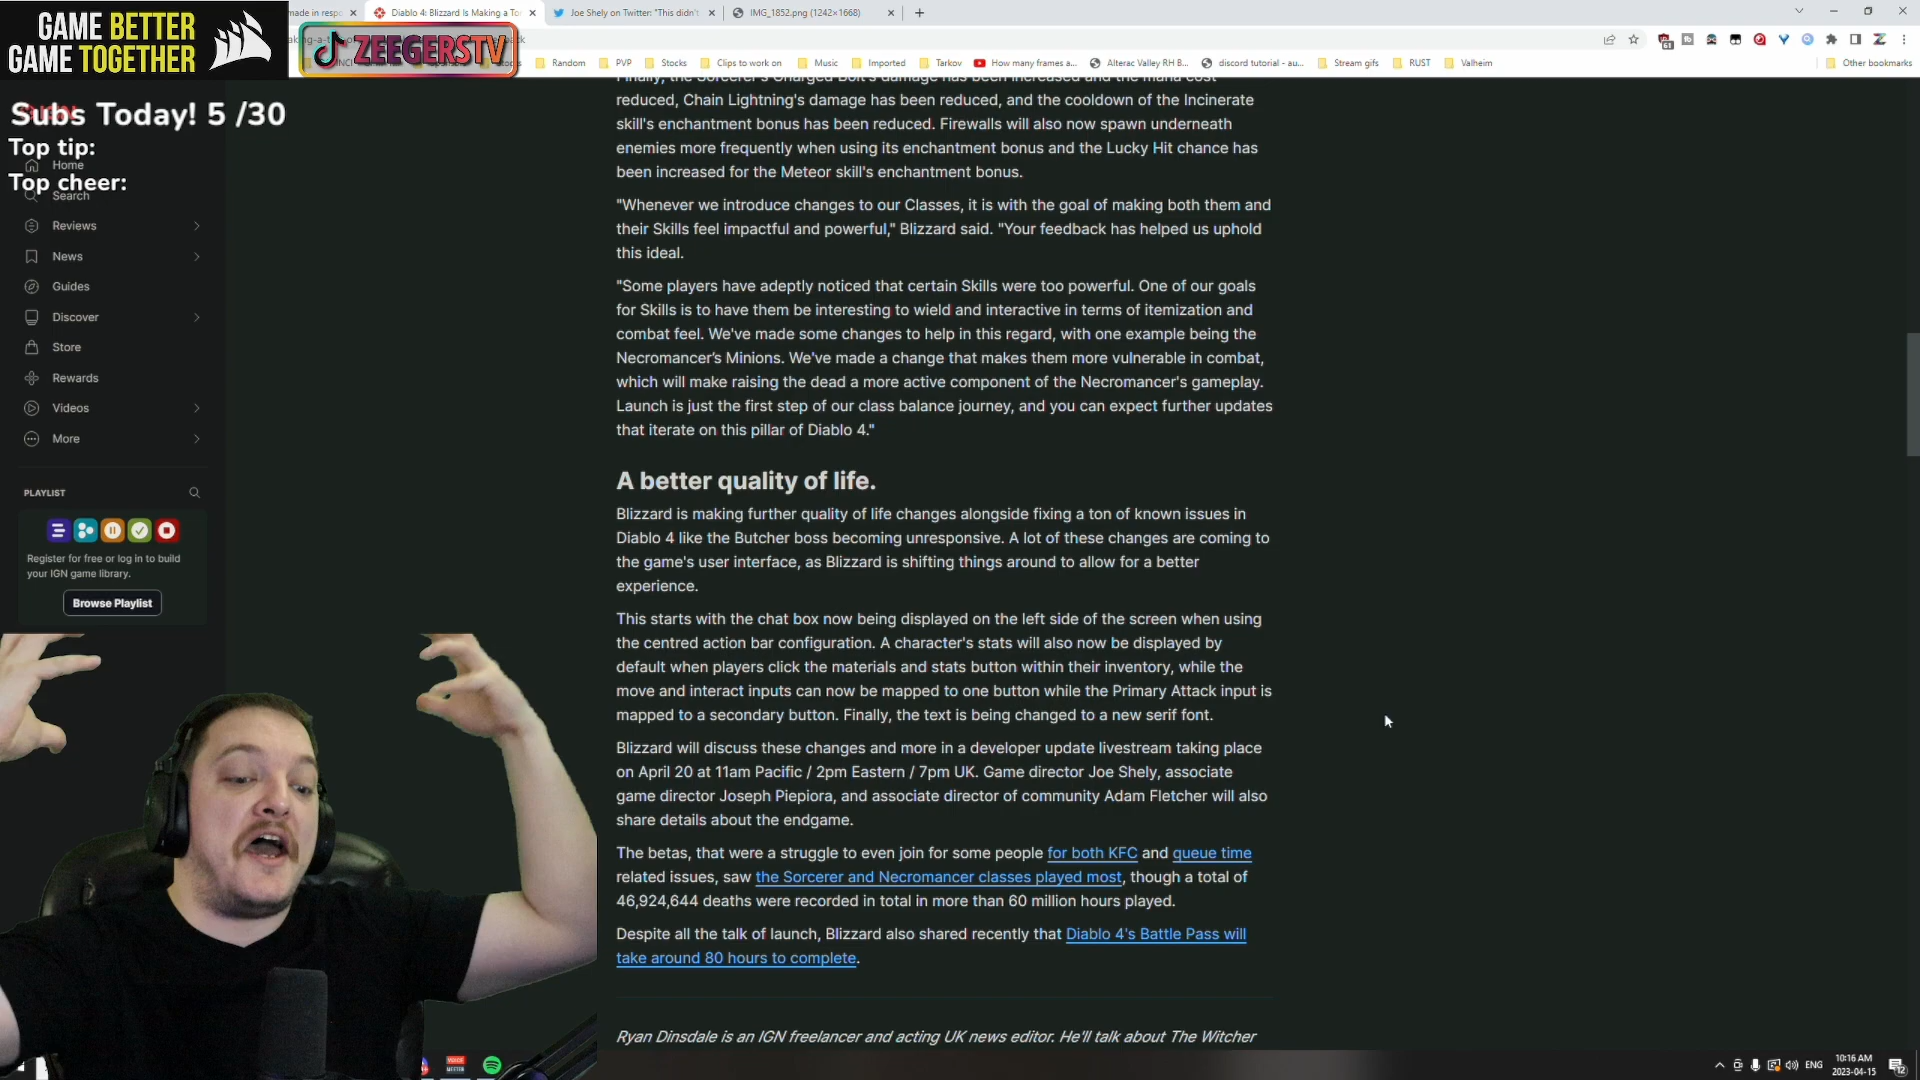 made in resp
Diablo 4: Blizzard Is Making a To
Joe Shely on Twitter: "This didn't
IMG_1852.png (1242×1668)
GAME BETTER
GAME TOGETHER
ZEEGERSTV
Random
PVP
Stocks
Clips to work on
Music
Imported
Tarkov
How many frames a...
Alterac Valley RH B...
discord tutorial - au...
Stream gifs
RUST
Valheim
Other bookmarks
Subs Today! 5 /30
Top tip:
Top cheer:
Home
Search
Reviews
News
Guides
Discover
Store
Rewards
Videos
More
PLAYLIST
Register for free or log in to build
your IGN game library.
Browse Playlist
Finally, the Sorcerer's Charged Bolt's damage has been increased and the mana cost
reduced, Chain Lightning's damage has been reduced, and the cooldown of the Incinerate
skill's enchantment bonus has been reduced. Firewalls will also now spawn underneath
enemies more frequently when using its enchantment bonus and the Lucky Hit chance has
been increased for the Meteor skill's enchantment bonus.
"Whenever we introduce changes to our Classes, it is with the goal of making both them and
their Skills feel impactful and powerful," Blizzard said. "Your feedback has helped us uphold
this ideal.
"Some players have adeptly noticed that certain Skills were too powerful. One of our goals
for Skills is to have them be interesting to wield and interactive in terms of itemization and
combat feel. We've made some changes to help in this regard, with one example being the
Necromancer's Minions. We've made a change that makes them more vulnerable in combat,
which will make raising the dead a more active component of the Necromancer's gameplay.
Launch is just the first step of our class balance journey, and you can expect further updates
that iterate on this pillar of Diablo 4."
A better quality of life.
Blizzard is making further quality of life changes alongside fixing a ton of known issues in
Diablo 4 like the Butcher boss becoming unresponsive. A lot of these changes are coming to
the game's user interface, as Blizzard is shifting things around to allow for a better
experience.
This starts with the chat box now being displayed on the left side of the screen when using
the centred action bar configuration. A character's stats will also now be displayed by
default when players click the materials and stats button within their inventory, while the
move and interact inputs can now be mapped to one button while the Primary Attack input is
mapped to a secondary button. Finally, the text is being changed to a new serif font.
Blizzard will discuss these changes and more in a developer update livestream taking place
on April 20 at 11am Pacific / 2pm Eastern / 7pm UK. Game director Joe Shely, associate
game director Joseph Piepiora, and associate director of community Adam Fletcher will also
share details about the endgame.
The betas, that were a struggle to even join for some people for both KFC and queue time
related issues, saw the Sorcerer and Necromancer classes played most, though a total of
46,924,644 deaths were recorded in total in more than 60 million hours played.
Despite all the talk of launch, Blizzard also shared recently that Diablo 4's Battle Pass will
take around 80 hours to complete.
Ryan Dinsdale is an IGN freelancer and acting UK news editor. He'll talk about The Witcher
ENG
10:16 AM
2023-04-15